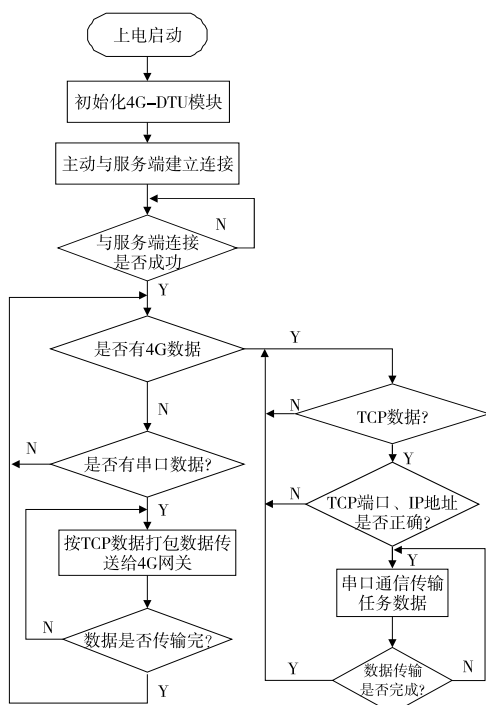 上电启动
初始化4G-DTU模块
主动与服务端建立连接
N
与服务端连接
是否成功
Y
是否有4G数据
Y
N
N
TCP数据?
N
是否有串口数据?
Y
Y
N
TCP端口、IP地址
是否正确?
按TCP数据打包数据传
送给4G网关
Y
串口通信传输
任务数据
N
数据是否传输完?
Y
Y
数据传输
是否完成?
N